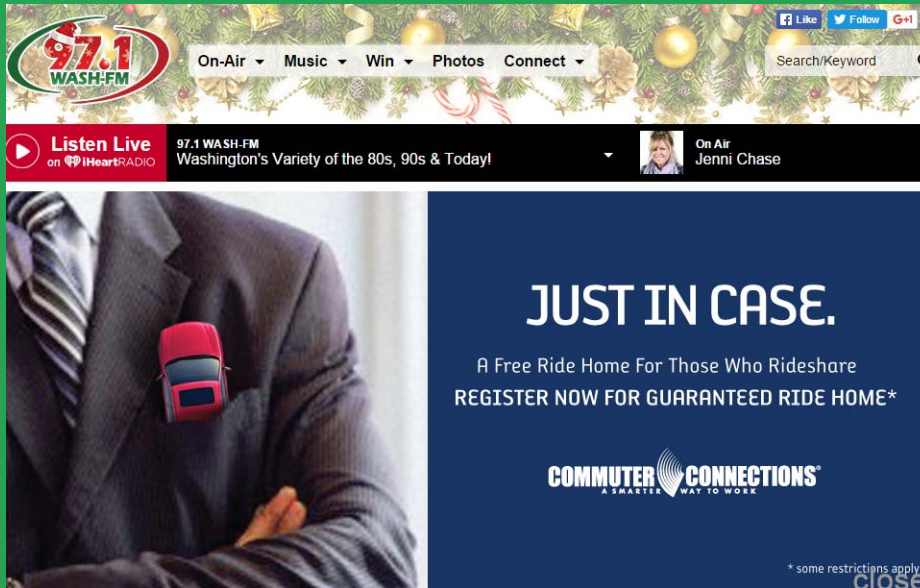 Like
Follow
G+1
97.1
WASH-FM
On-Air
Music
Win
Photos
Connect
Search/Keyword
Listen Live
on iHeartRADIO
97.1 WASH-FM
Washington's Variety of the 80s, 90s & Today!
On Air
Jenni Chase
JUST IN CASE.
A Free Ride Home For Those Who Rideshare
REGISTER NOW FOR GUARANTEED RIDE HOME*
COMMUTER CONNECTIONS®
A SMARTER WAY TO WORK
* some restrictions apply
close